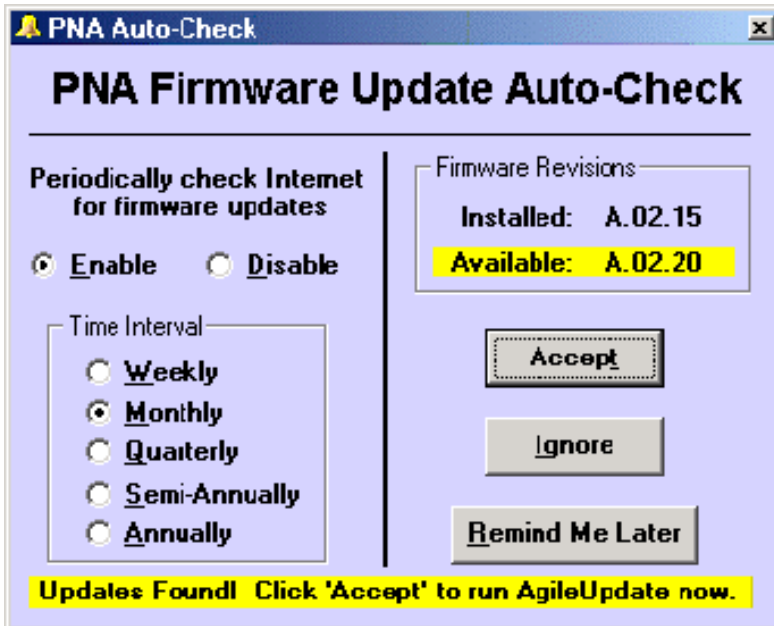 PNA Auto-Check
PNA Firmware Update Auto-Check
Periodically check Internet
for firmware updates
Enable Disable
Time Interval
Weekly
Monthly
Quarterly
Semi-Annually
Annually
Firmware Revisions
Installed: A.02.15
Available: A.02.20
Accept
Ignore
Remind Me Later
Updates Found! Click 'Accept' to run AgileUpdate now.